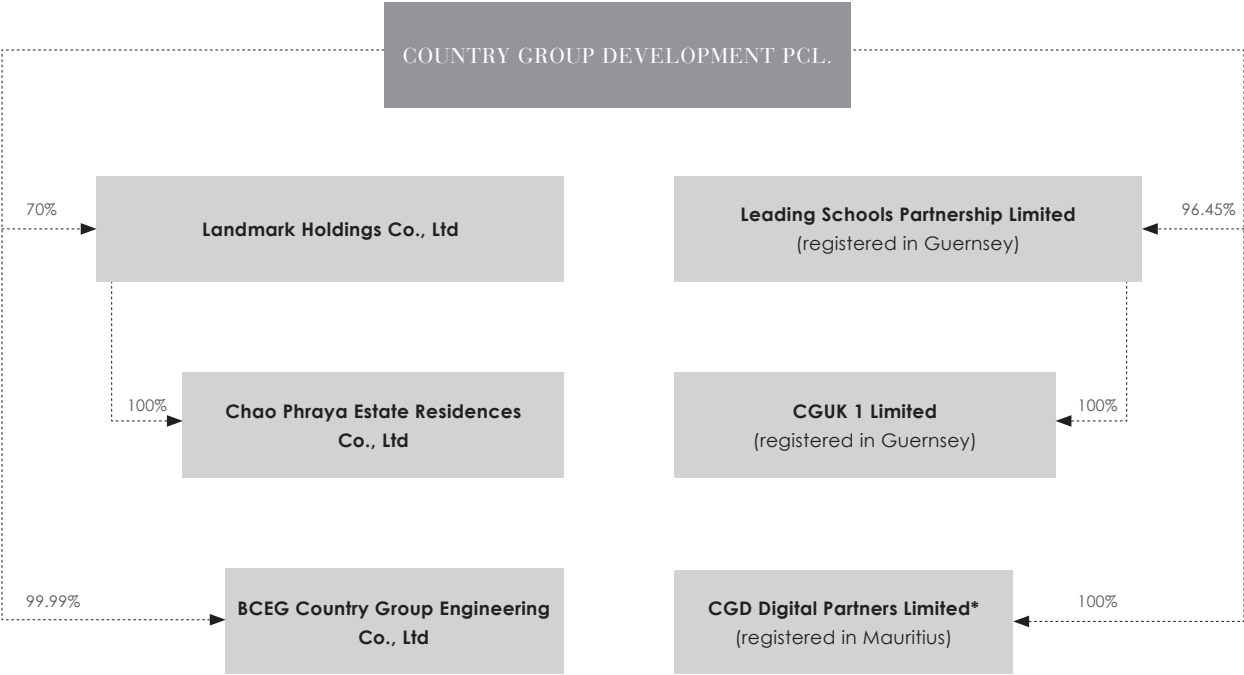 COUNTRY GROUP DEVELOPMENT PCL.
70%
Landmark Holdings Co., Ltd
Leading Schools Partnership Limited
(registered in Guernsey)
96.45%
100%
Chao Phraya Estate Residences
Co., Ltd
CGUK 1 Limited
(registered in Guernsey)
100%
99.99%
BCEG Country Group Engineering
Co., Ltd
CGD Digital Partners Limited*
(registered in Mauritius)
100%